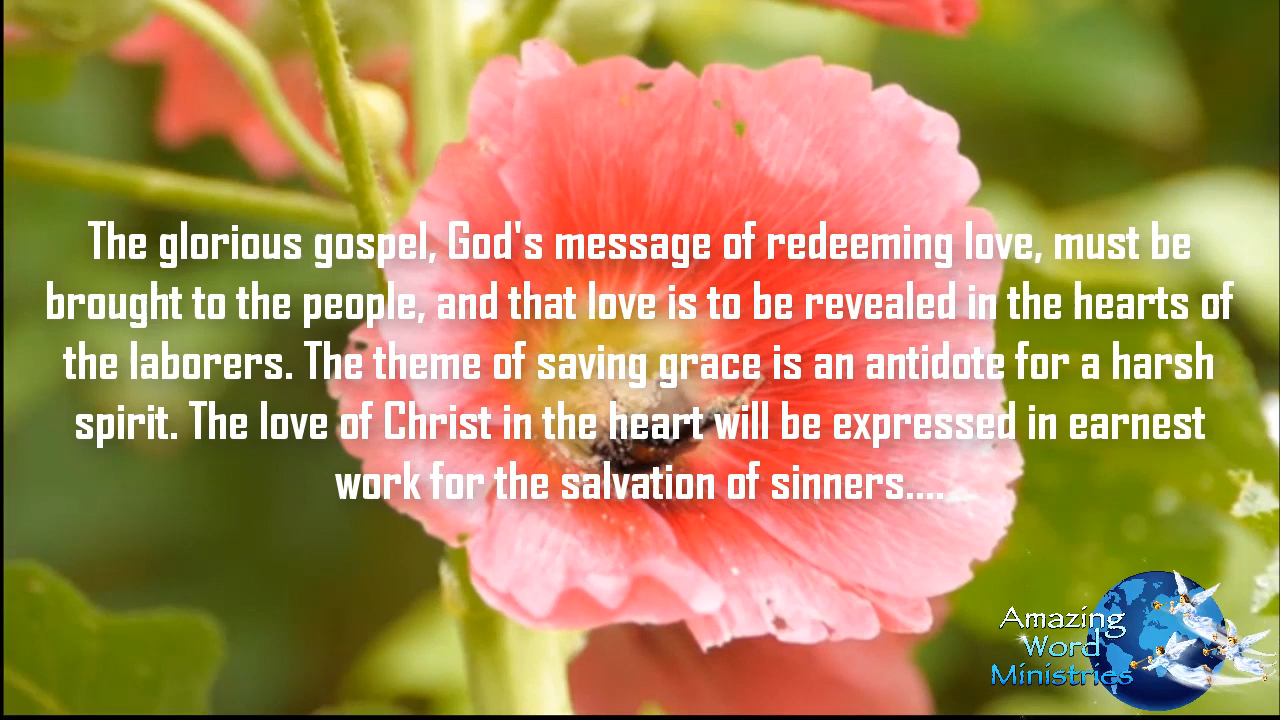 The glorious gospel, God's message of redeeming love, must be
brought to the people, and that love is to be revealed in the hearts of
the laborers. The theme of saving grace is an antidote for a harsh
spirit. The love of Christ in the heart will be expressed in earnest
work for the salvation of sinners....
Amazing
Word
Ministries